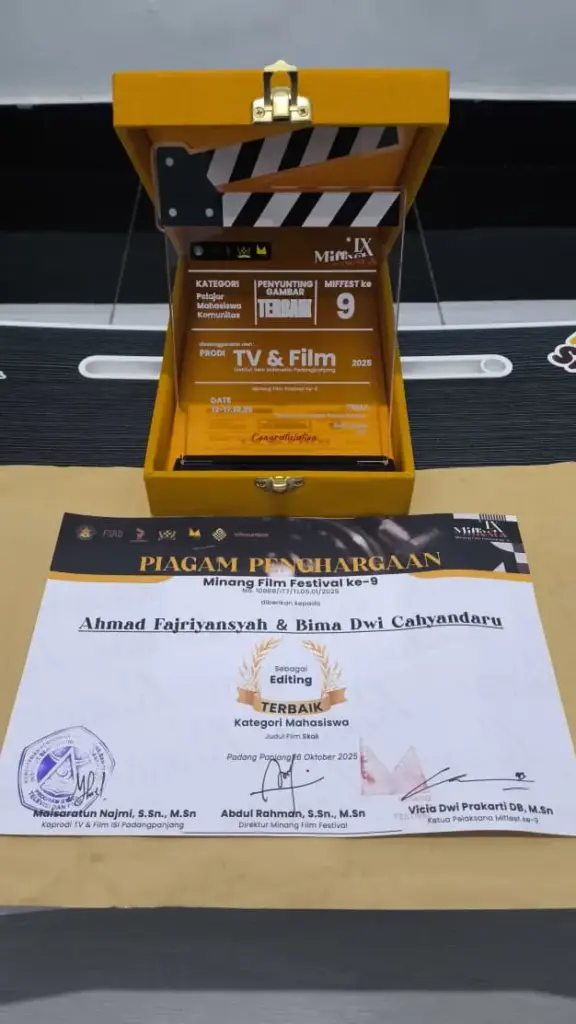 IX
Miffest
KATEGORI
Pelajar
Mahasiswa
Komunitas
PENYUNTING
GAMBAR
TERBAIK
MIFFEST ke
9
PRODI TV & Film 2025
DATE
Congratulation
IX
Miffest
PIAGAM PENGHARGAAN
Minang Film Festival ke-9
diberikan kepada
Ahmad Fajriyansyah & Bima Dwi Cahyandaru
Sebagai
Editing
TERBAIK
Kategori Mahasiswa
Judul Film Skak
Padang Panjang 16 Oktober 2025
Maisaratun Najmi, S.Sn., M.Sn
Kaprodi TV & Film ISI Padangpanjang
Abdul Rahman, S.Sn., M.Sn
Direktur Minang Film Festival
Vicia Dwi Prakarti DB, M.Sn
Ketua Pelaksana Miffest ke-9